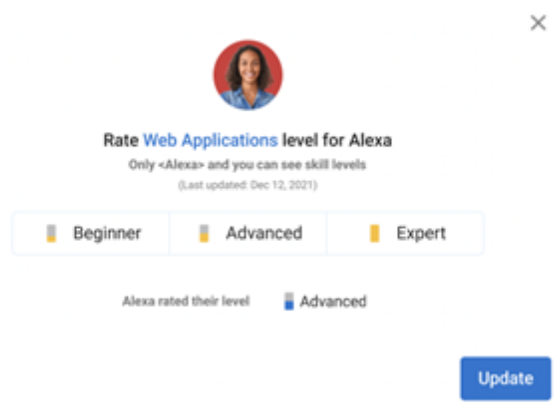 Rate Web Applications level for Alexa
Only <Alexa> and you can see skill levels
(Last updated: Dec 12, 2021)
Beginner Advanced Expert
Alexa rated their level Advanced
Update